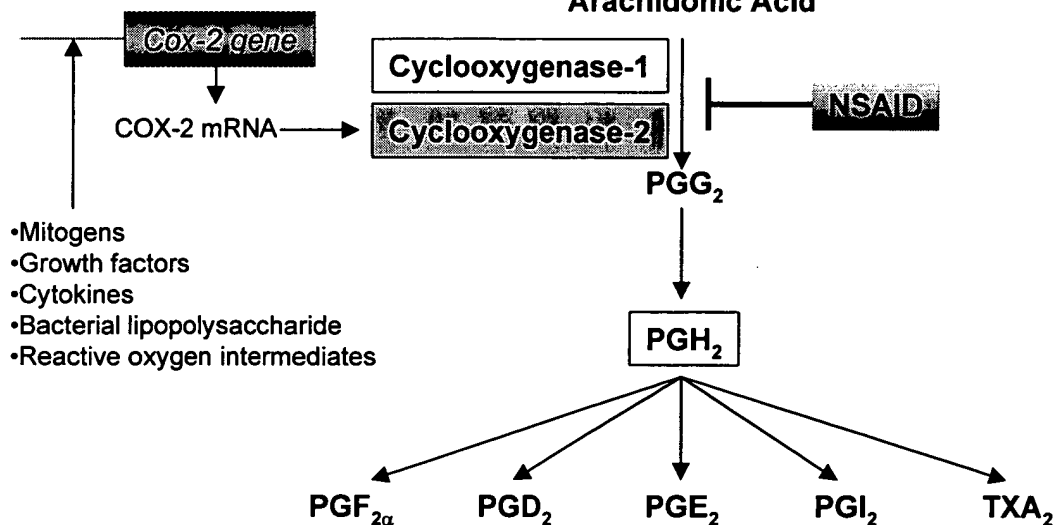 Arachidonic Acid
Cox-2 gene
Cyclooxygenase-1
NSAID
COX-2 mRNA
Cyclooxygenase-2
PGG₂
•Mitogens
•Growth factors
•Cytokines
•Bacterial lipopolysaccharide
•Reactive oxygen intermediates
PGH₂
PGF₂α PGD₂ PGE₂ PGI₂ TXA₂